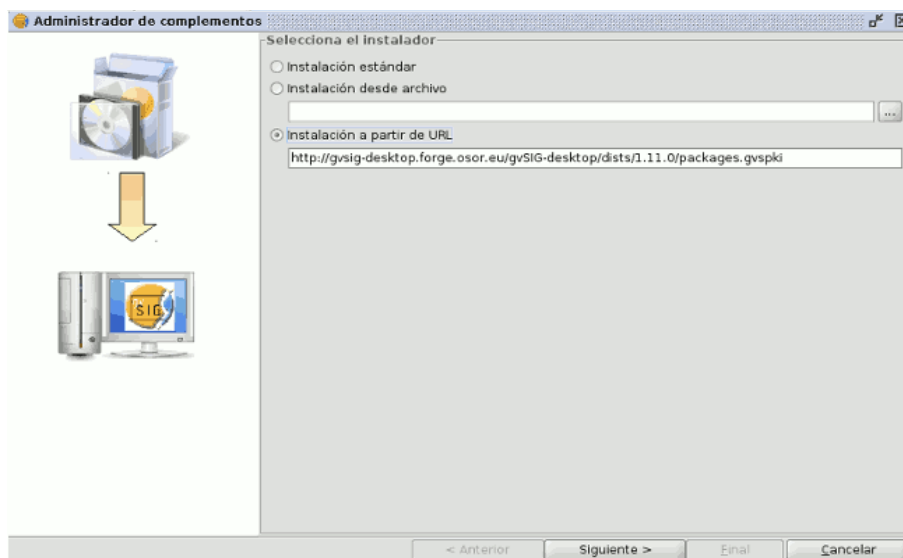 Administrador de complementos
Selecciona el instalador
Instalación estándar
Instalación desde archivo
...
Instalación a partir de URL
http://gvsig-desktop.forge.osor.eu/gvSIG-desktop/dists/1.11.0/packages.gvspki
SIG
< Anterior
Siguiente >
Final
Cancelar